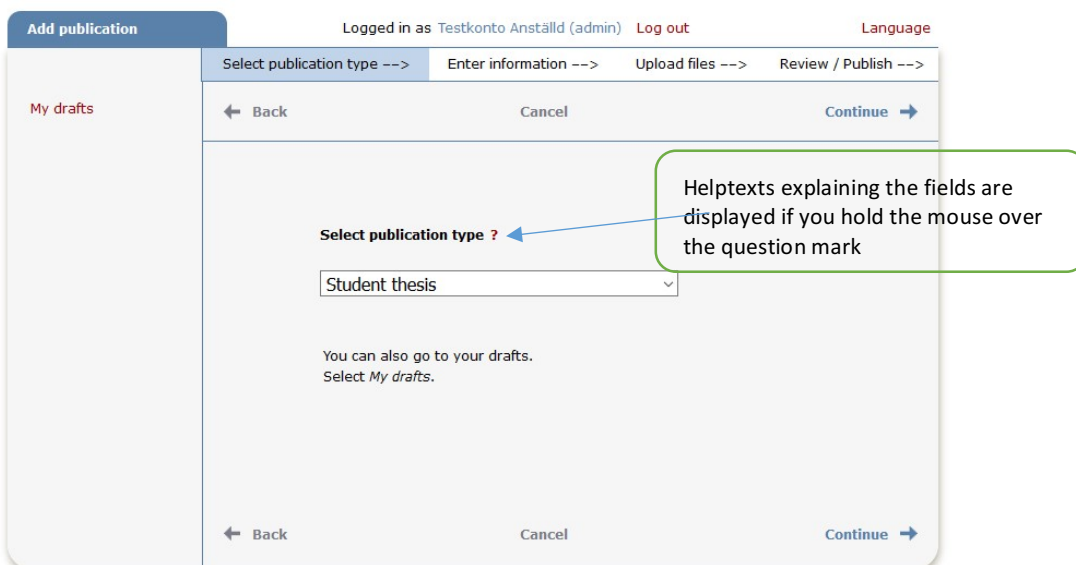 Add publication
Logged in as Testkonto Anställd (admin) Log out Language
Select publication type --> Enter information --> Upload files --> Review / Publish -->
My drafts
Back Cancel Continue
Helptexts explaining the fields are
displayed if you hold the mouse over
the question mark
Select publication type ?
Student thesis
You can also go to your drafts.
Select My drafts.
Back Cancel Continue